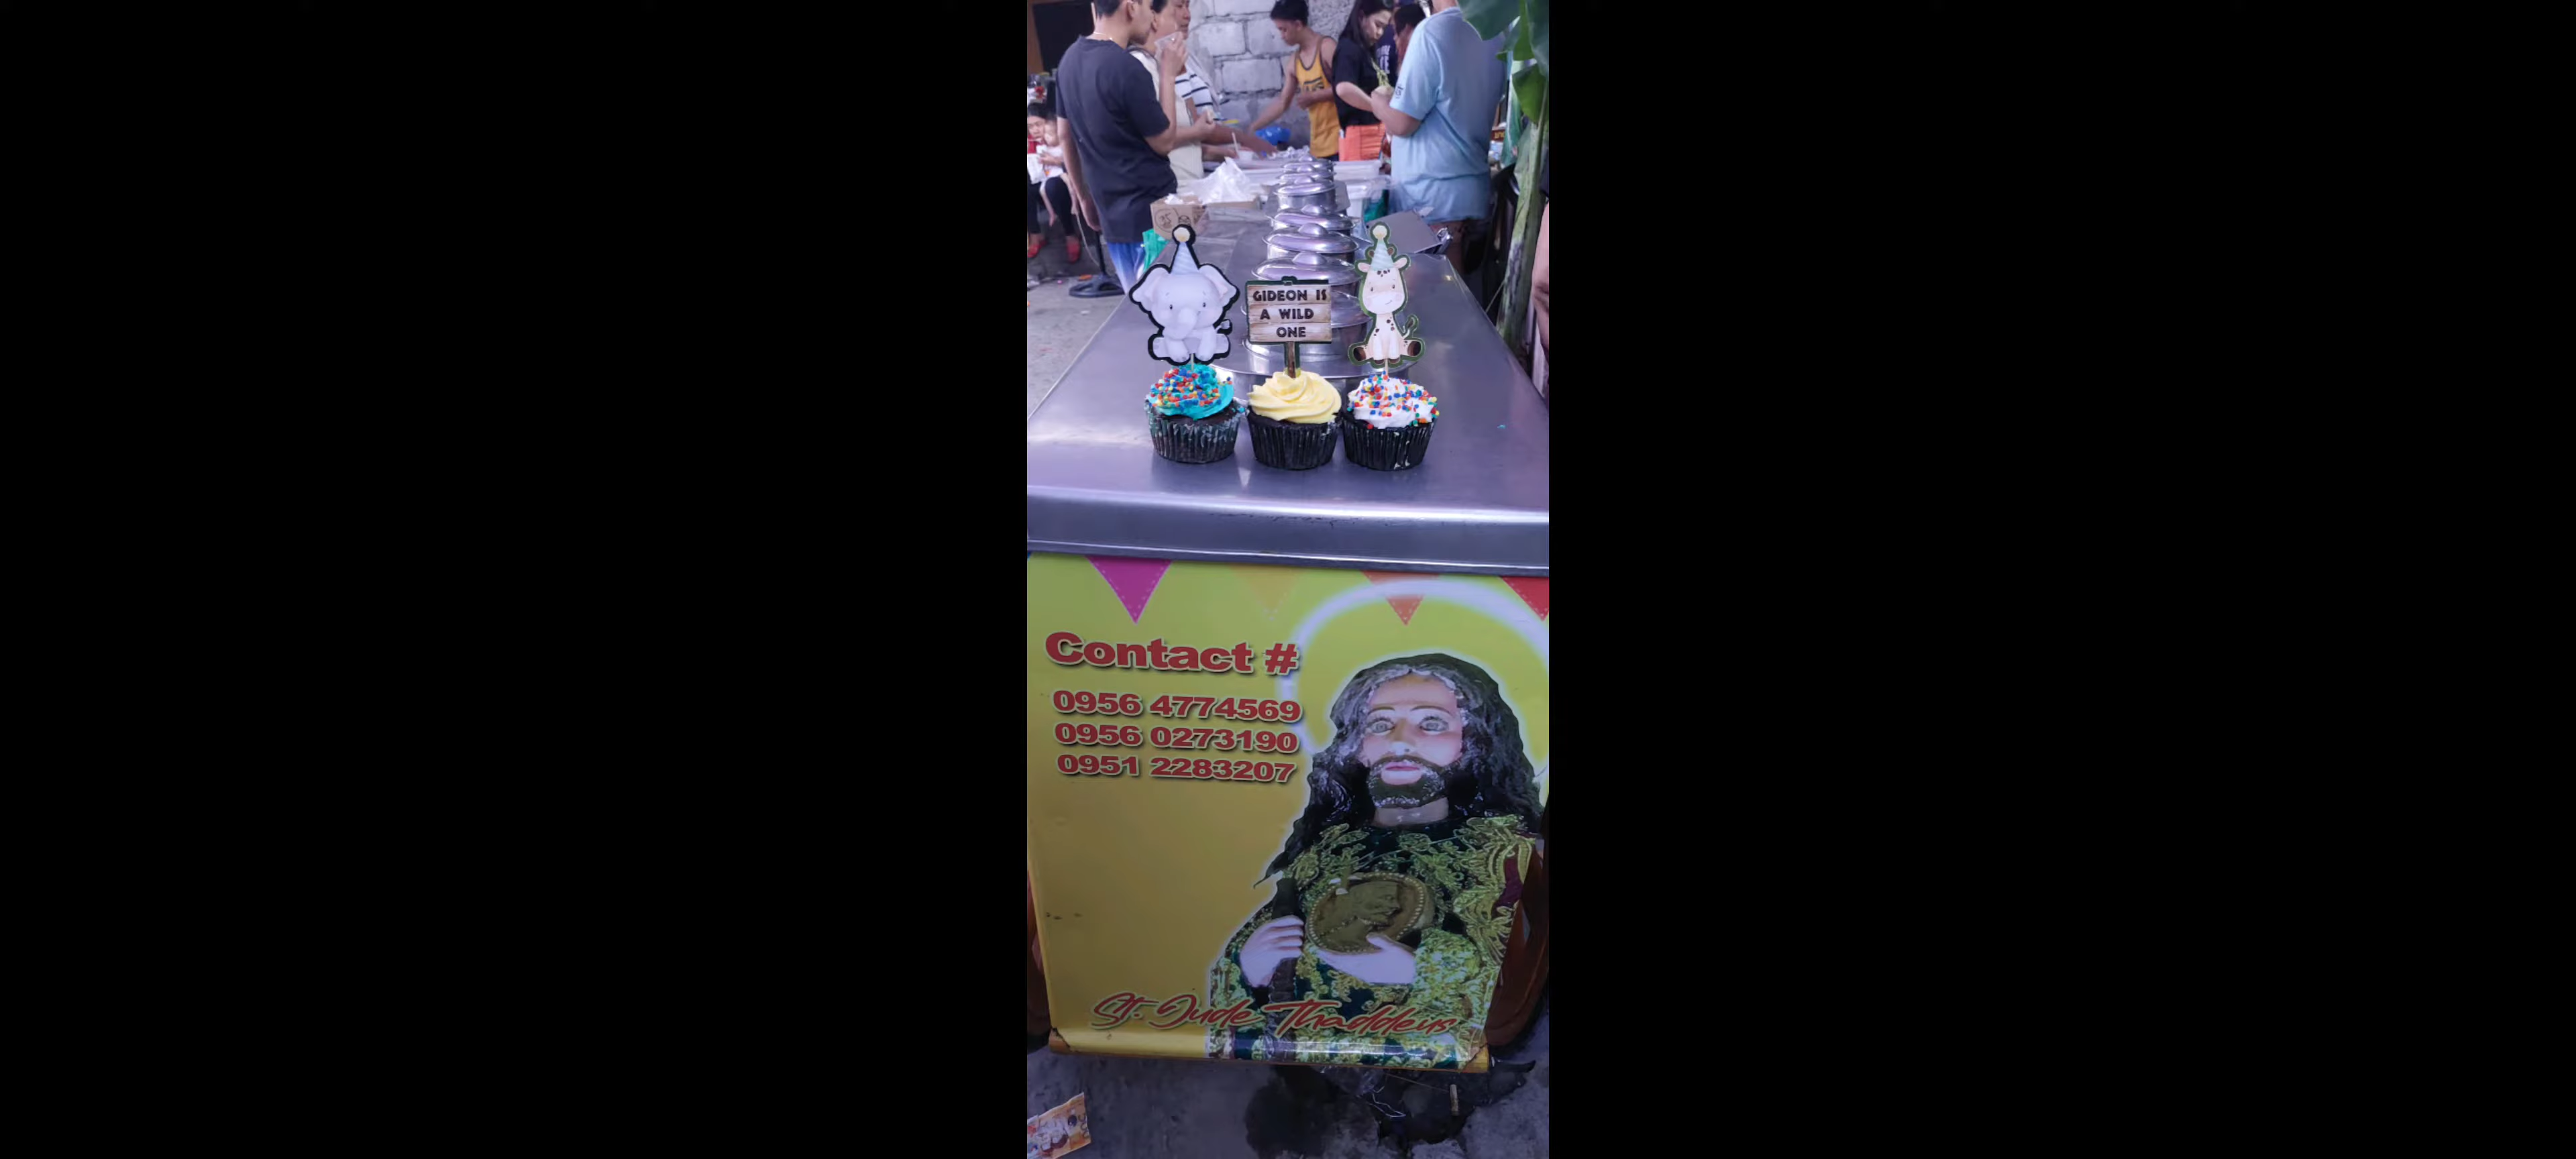 GIDEON IS
A WILD
ONE
Contact #
0956 4774569
0956 0273190
0951 2283207
St. Jude Thaddeus